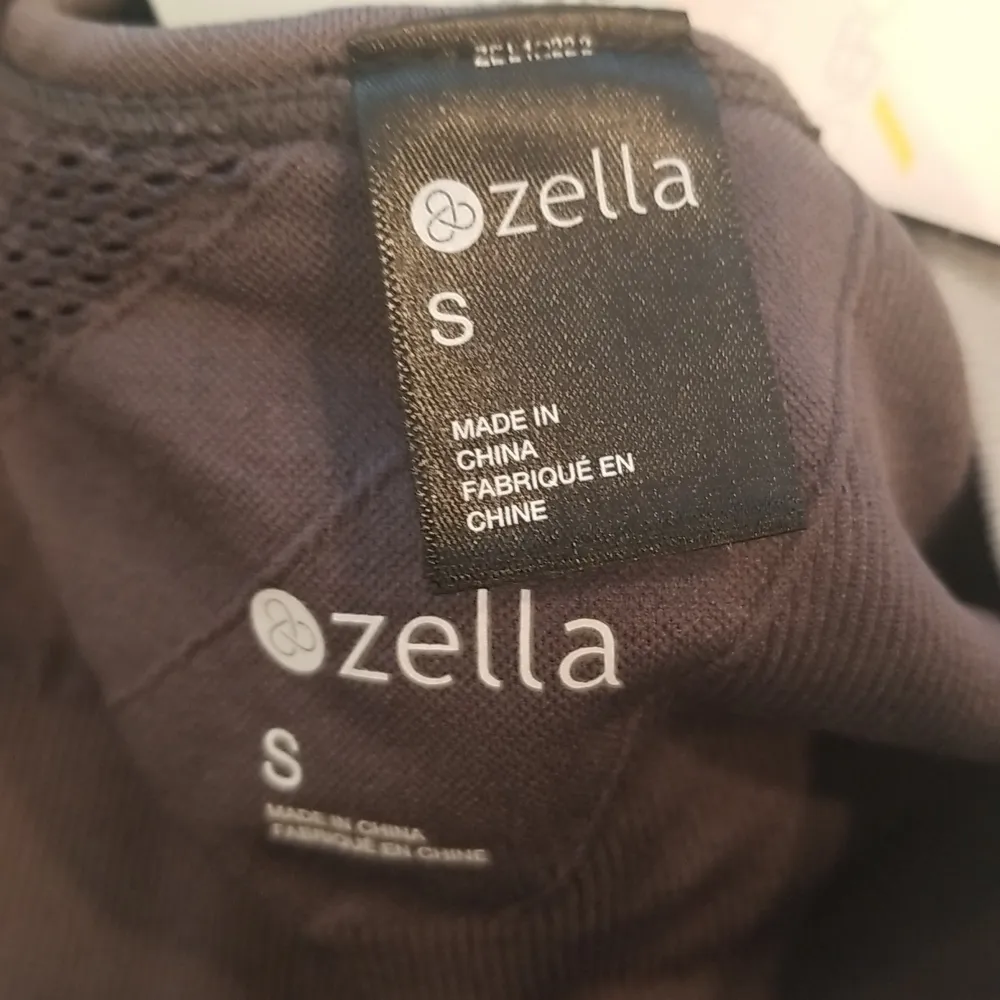 zella
S
MADE IN
CHINA
FABRIQUÉ EN
CHINE
zella
S
MADE IN CHINA
FABRIQUÉ EN CHINE